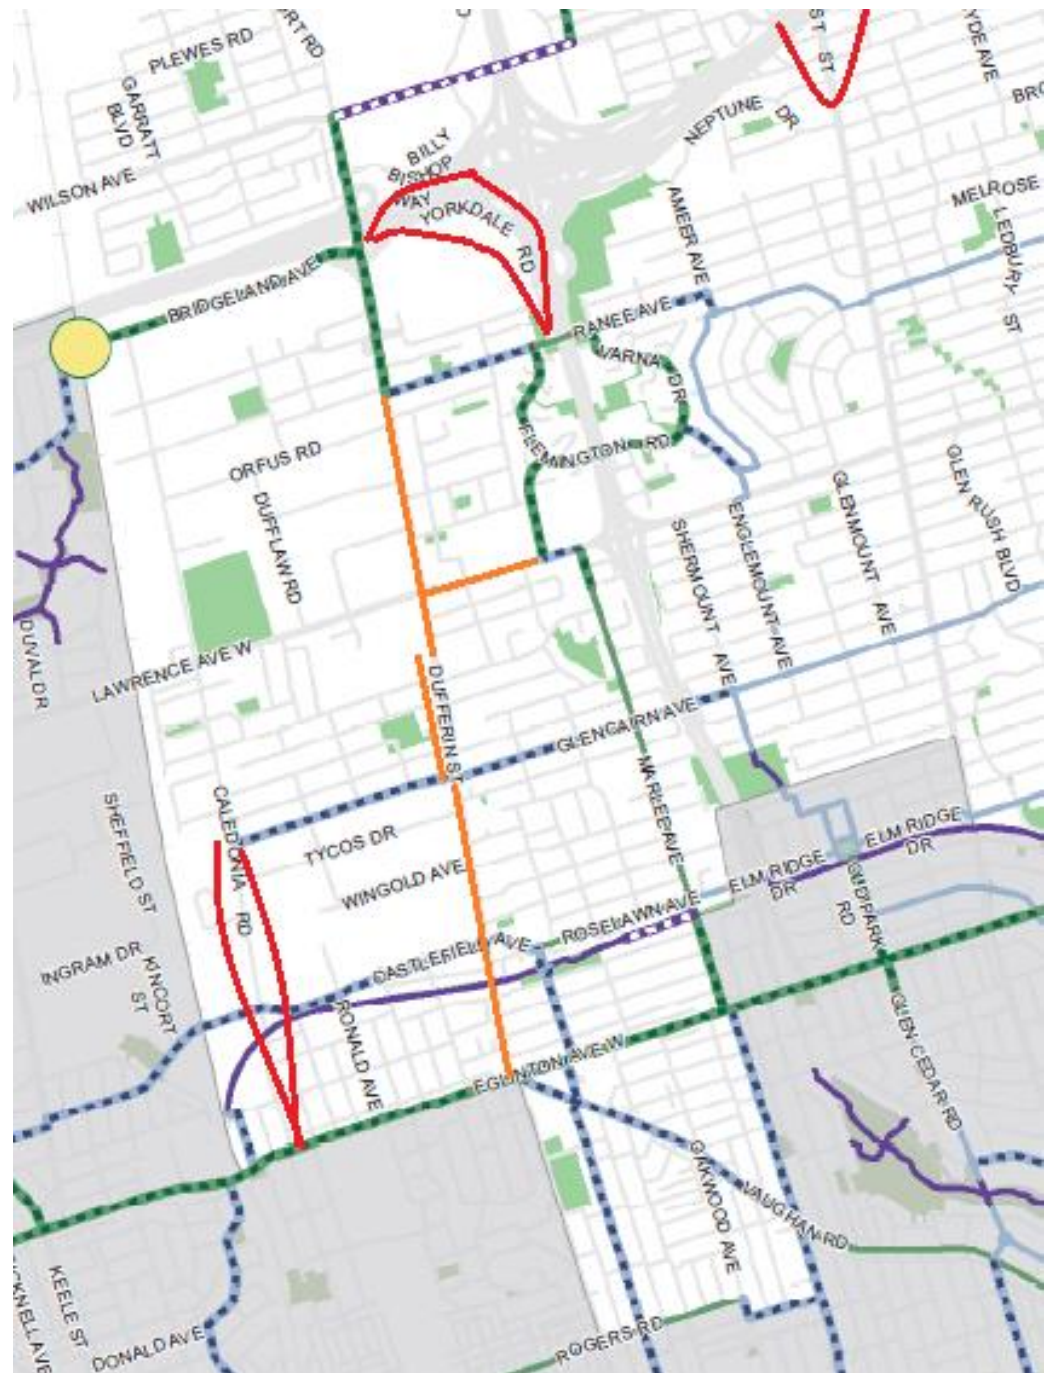 PLEWES RD
GARRATT
BLVD
WILSON AVE
BILLY
BISHOP
WAY
YORKDALE RD
NEPTUNE DR
ST ST
AMEER AVE
MELROSE
LEDBURY ST
BRIDGELAND AVE
RANEE AVE
VARNA DR
FLEMINGTON RD
ORFUS RD
DUFFLAW RD
SHERMOUNT AVE
ENGLEMOUNT AVE
GLENMOUNT AVE
GLEN RUSH BLVD
LAWRENCE AVE W
DUFFERIN ST
GLENCAIRN AVE
MARLEE AVE
CALEDONIA RD
SHEFFIELD ST
TYCOS DR
WINGOLD AVE
ELM RIDGE
DR
ELM RIDGE
DR
ROSELAWN AVE
CASTLEFIELD AVE
INGRAM DR
KINCORT
ST
RONALD AVE
EGLINTON AVE W
GLEN CEDAR RD
OAKWOOD AVE
VAUGHAN RD
KEELE ST
DONALD AVE
ROGERS RD